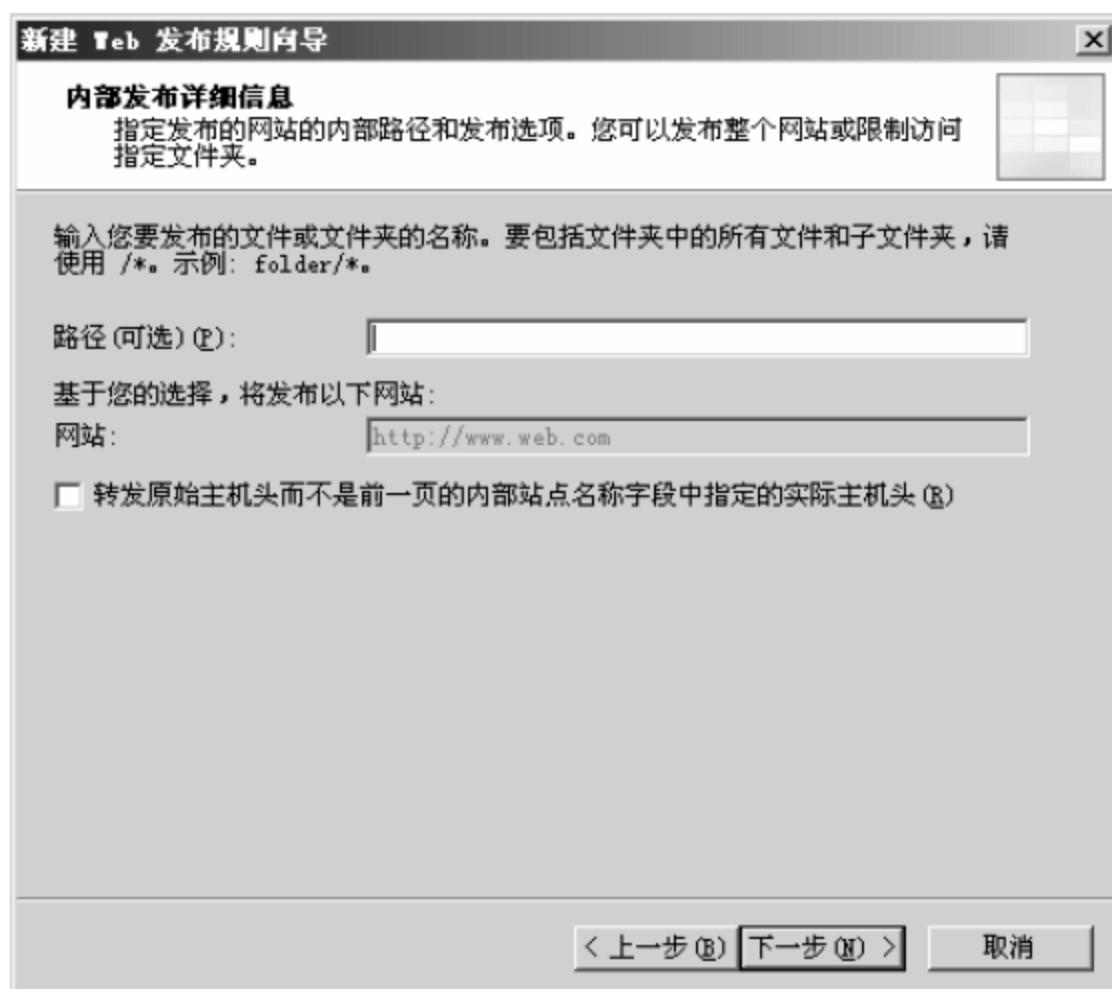 新建 Web 发布规则向导
内部发布详细信息
指定发布的网站的内部路径和发布选项。您可以发布整个网站或限制访问
指定文件夹。
输入您要发布的文件或文件夹的名称。要包括文件夹中的所有文件和子文件夹，请
使用 /*。示例: folder/*。
路径(可选)(P):
基于您的选择，将发布以下网站:
网站: http://www.web.com
转发原始主机头而不是前一页的内部站点名称字段中指定的实际主机头(R)
< 上一步(B) 下一步(N) > 取消